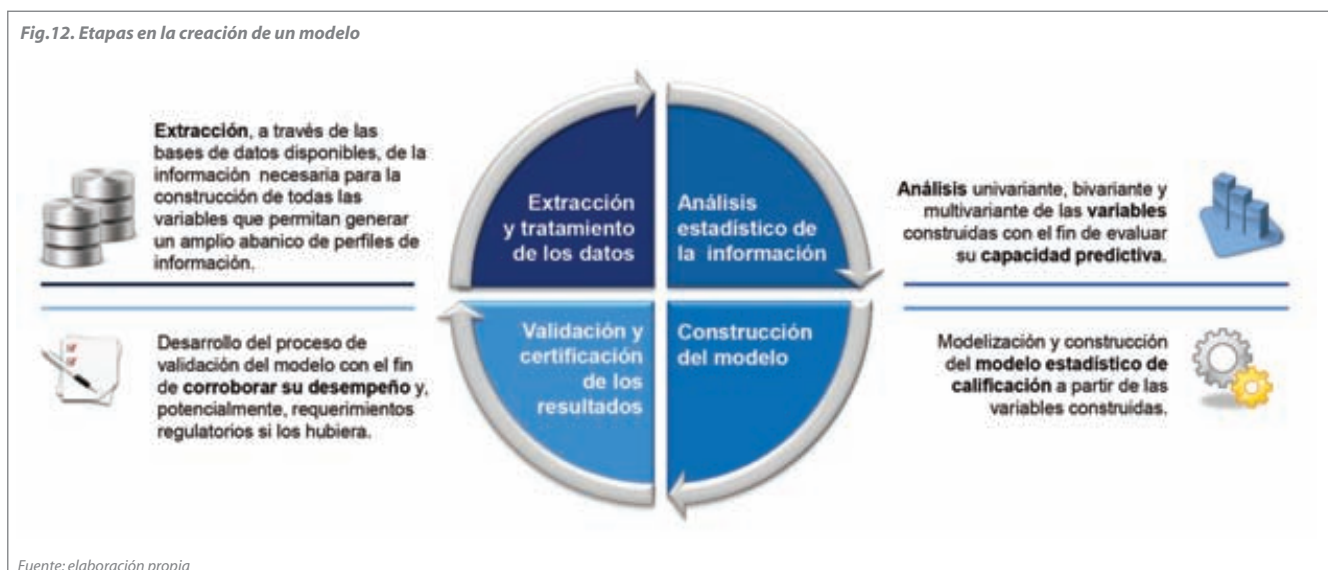 Fig.12. Etapas en la creación de un modelo
Extracción, a través de las
bases de datos disponibles, de la
información necesaria para la
construcción de todas las
variables que permitan generar
un amplio abanico de perfiles de
información.
Extracción
y tratamiento
de los datos
Análisis
estadístico de
la información
Análisis univariante, bivariante y
multivariante de las variables
construidas con el fin de evaluar
su capacidad predictiva.
Desarrollo del proceso de
validación del modelo con el fin
de corroborar su desempeño y,
potencialmente, requerimientos
regulatorios si los hubiera.
Validación y
certificación
de los
resultados
Construcción
del modelo
Modelización y construcción
del modelo estadístico de
calificación a partir de las
variables construidas.
Fuente: elaboración propia